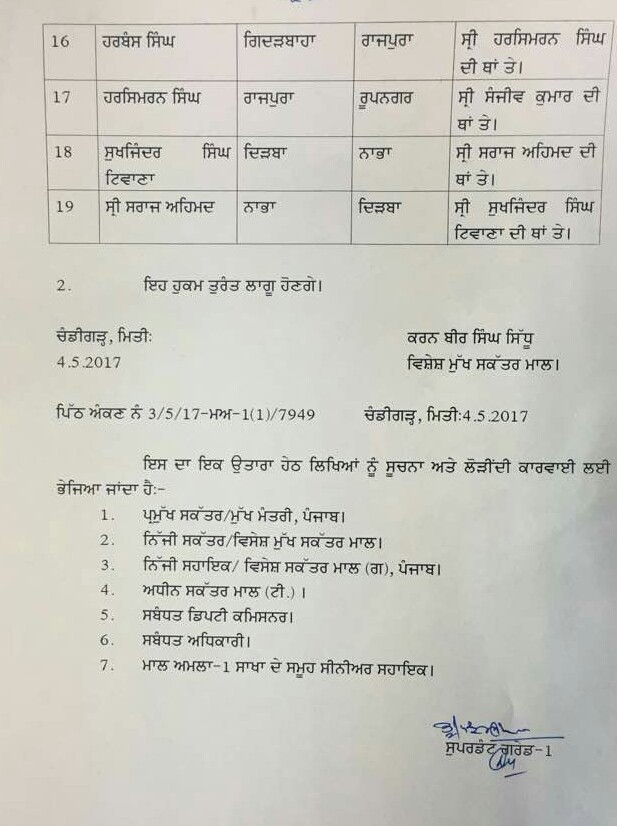 16 ਹਰਬੰਸ ਸਿੰਘ ਗਿਦੜਬਾਹਾ ਰਾਜਪੁਰਾ ਸ੍ਰੀ ਹਰਸਿਮਰਨ ਸਿੰਘ
ਦੀ ਥਾਂ ਤੇ।
17 ਹਰਸਿਮਰਨ ਸਿੰਘ ਰਾਜਪੁਰਾ ਰੂਪਨਗਰ ਸ੍ਰੀ ਸੰਜੀਵ ਕੁਮਾਰ ਦੀ
ਥਾਂ ਤੇ।
18 ਸੁਖਜਿੰਦਰ ਸਿੰਘ ਦਿੜਬਾ ਨਾਭਾ ਸ੍ਰੀ ਸਰਾਜ ਅਹਿਮਦ ਦੀ
ਟਿਵਾਣਾ ਥਾਂ ਤੇ।
19 ਸ੍ਰੀ ਸਰਾਜ ਅਹਿਮਦ ਨਾਭਾ ਦਿੜਬਾ ਸ੍ਰੀ ਸੁਖਜਿੰਦਰ ਸਿੰਘ
ਟਿਵਾਣਾ ਦੀ ਥਾਂ ਤੇ।
2. ਇਹ ਹੁਕਮ ਤੁਰੰਤ ਲਾਗੂ ਹੋਣਗੇ।
ਚੰਡੀਗੜ੍ਹ, ਮਿਤੀਃ ਕਰਨ ਬੀਰ ਸਿੰਘ ਸਿੱਧੂ
4.5.2017 ਵਿਸ਼ੇਸ਼ ਮੁੱਖ ਸਕੱਤਰ ਮਾਲ।
ਪਿੱਠ ਅੰਕਣ ਨੰ 3/5/17-ਮਅ-1(1)/7949 ਚੰਡੀਗੜ੍ਹ, ਮਿਤੀ:4.5.2017
ਇਸ ਦਾ ਇਕ ਉਤਾਰਾ ਹੇਠ ਲਿਖਿਆਂ ਨੂੰ ਸੂਚਨਾ ਅਤੇ ਲੋੜੀਂਦੀ ਕਾਰਵਾਈ ਲਈ
ਭੇਜਿਆ ਜਾਂਦਾ ਹੈ:-
1. ਪ੍ਰਮੁੱਖ ਸਕੱਤਰ/ਮੁੱਖ ਮੰਤਰੀ, ਪੰਜਾਬ।
2. ਨਿੱਜੀ ਸਕੱਤਰ/ਵਿਸੇਸ਼ ਮੁੱਖ ਸਕੱਤਰ ਮਾਲ।
3. ਨਿੱਜੀ ਸਹਾਇਕ/ ਵਿਸੇਸ਼ ਸਕੱਤਰ ਮਾਲ (ਗ), ਪੰਜਾਬ।
4. ਅਧੀਨ ਸਕੱਤਰ ਮਾਲ (ਟੀ.) ।
5. ਸਬੰਧਤ ਡਿਪਟੀ ਕਮਿਸਨਰ।
6. ਸਬੰਧਤ ਅਧਿਕਾਰੀ।
7. ਮਾਲ ਅਮਲਾ-1 ਸਾਖਾ ਦੇ ਸਮੂਹ ਸੀਨੀਅਰ ਸਹਾਇਕ।
ਸੁਪਰਡੰਟ ਗਰੇਡ-1